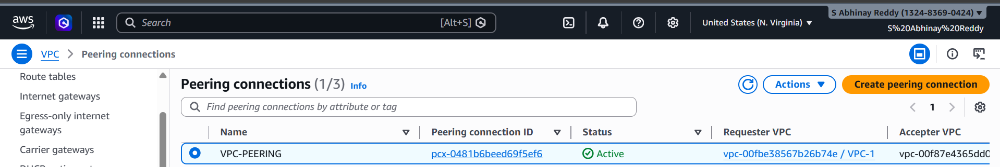 aws
Search [Alt+S]
United States (N. Virginia)
S Abhinay Reddy (1324-8369-0424)
S%20Abhinay%20Reddy
VPC > Peering connections
Route tables
Internet gateways
Egress-only internet
gateways
Carrier gateways
Peering connections (1/3) Info
Actions
Create peering connection
Find peering connections by attribute or tag
1
Name Peering connection ID Status Requester VPC Accepter VPC
VPC-PEERING pcx-0481b6beed69f5ef6 Active vpc-00fbe38567b26b74e / VPC-1 vpc-00f87e4365dd0